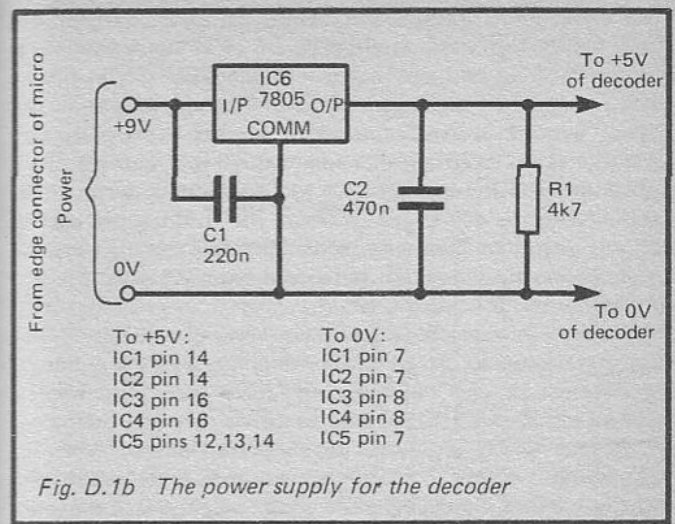 From edge connector of micro
Power
+9V
0V
IC6
7805
I/P
O/P
COMM
C1
220n
C2
470n
R1
4k7
To +5V
of decoder
To 0V
of decoder
To +5V:
IC1 pin 14
IC2 pin 14
IC3 pin 16
IC4 pin 16
IC5 pins 12,13,14
To 0V:
IC1 pin 7
IC2 pin 7
IC3 pin 8
IC4 pin 8
IC5 pin 7
Fig. D.1b The power supply for the decoder